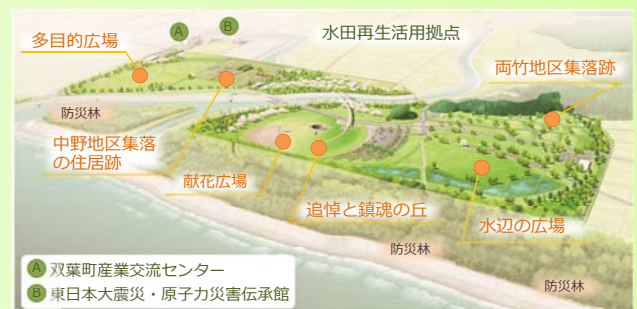 A
B
水田再生活用拠点
多目的広場
両竹地区集落跡
防災林
中野地区集落
の住居跡
献花広場
追悼と鎮魂の丘
水辺の広場
防災林
防災林
A 双葉町産業交流センター
B 東日本大震災・原子力災害伝承館